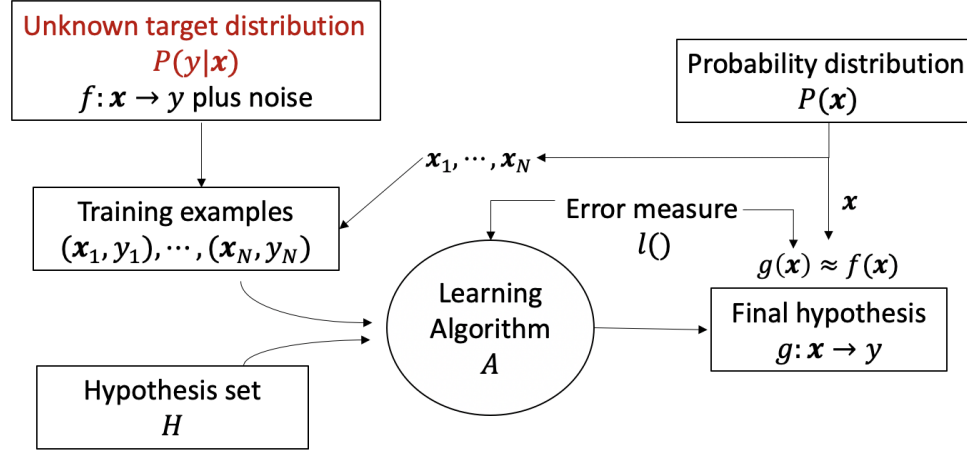 Unknown target distribution
P(y|x)
f: x → y plus noise
Probability distribution
P(x)
x₁, ⋯, x_N
x
Training examples
(x₁, y₁), ⋯, (x_N, y_N)
Error measure
l()
g(x) ≈ f(x)
Learning
Algorithm
A
Final hypothesis
g: x → y
Hypothesis set
H